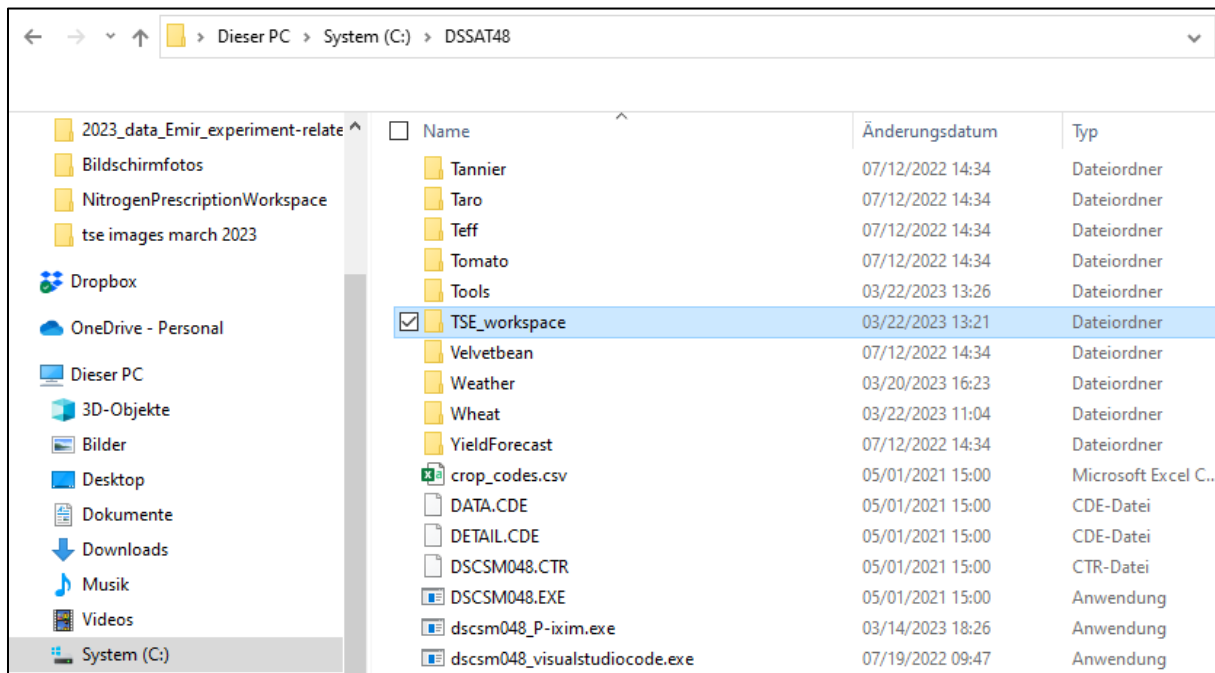 Dieser PC > System (C:) > DSSAT48
2023_data_Emir_experiment-relate
Bildschirmfotos
NitrogenPrescriptionWorkspace
tse images march 2023
Dropbox
OneDrive - Personal
Dieser PC
3D-Objekte
Bilder
Desktop
Dokumente
Downloads
Musik
Videos
System (C:)
Name Änderungsdatum Typ
Tannier 07/12/2022 14:34 Dateiordner
Taro 07/12/2022 14:34 Dateiordner
Teff 07/12/2022 14:34 Dateiordner
Tomato 07/12/2022 14:34 Dateiordner
Tools 03/22/2023 13:26 Dateiordner
TSE_workspace 03/22/2023 13:21 Dateiordner
Velvetbean 07/12/2022 14:34 Dateiordner
Weather 03/20/2023 16:23 Dateiordner
Wheat 03/22/2023 11:04 Dateiordner
YieldForecast 07/12/2022 14:34 Dateiordner
crop_codes.csv 05/01/2021 15:00 Microsoft Excel C...
DATA.CDE 05/01/2021 15:00 CDE-Datei
DETAIL.CDE 05/01/2021 15:00 CDE-Datei
DSCSM048.CTR 05/01/2021 15:00 CTR-Datei
DSCSM048.EXE 05/01/2021 15:00 Anwendung
dscsm048_P-ixim.exe 03/14/2023 18:26 Anwendung
dscsm048_visualstudiocode.exe 07/19/2022 09:47 Anwendung